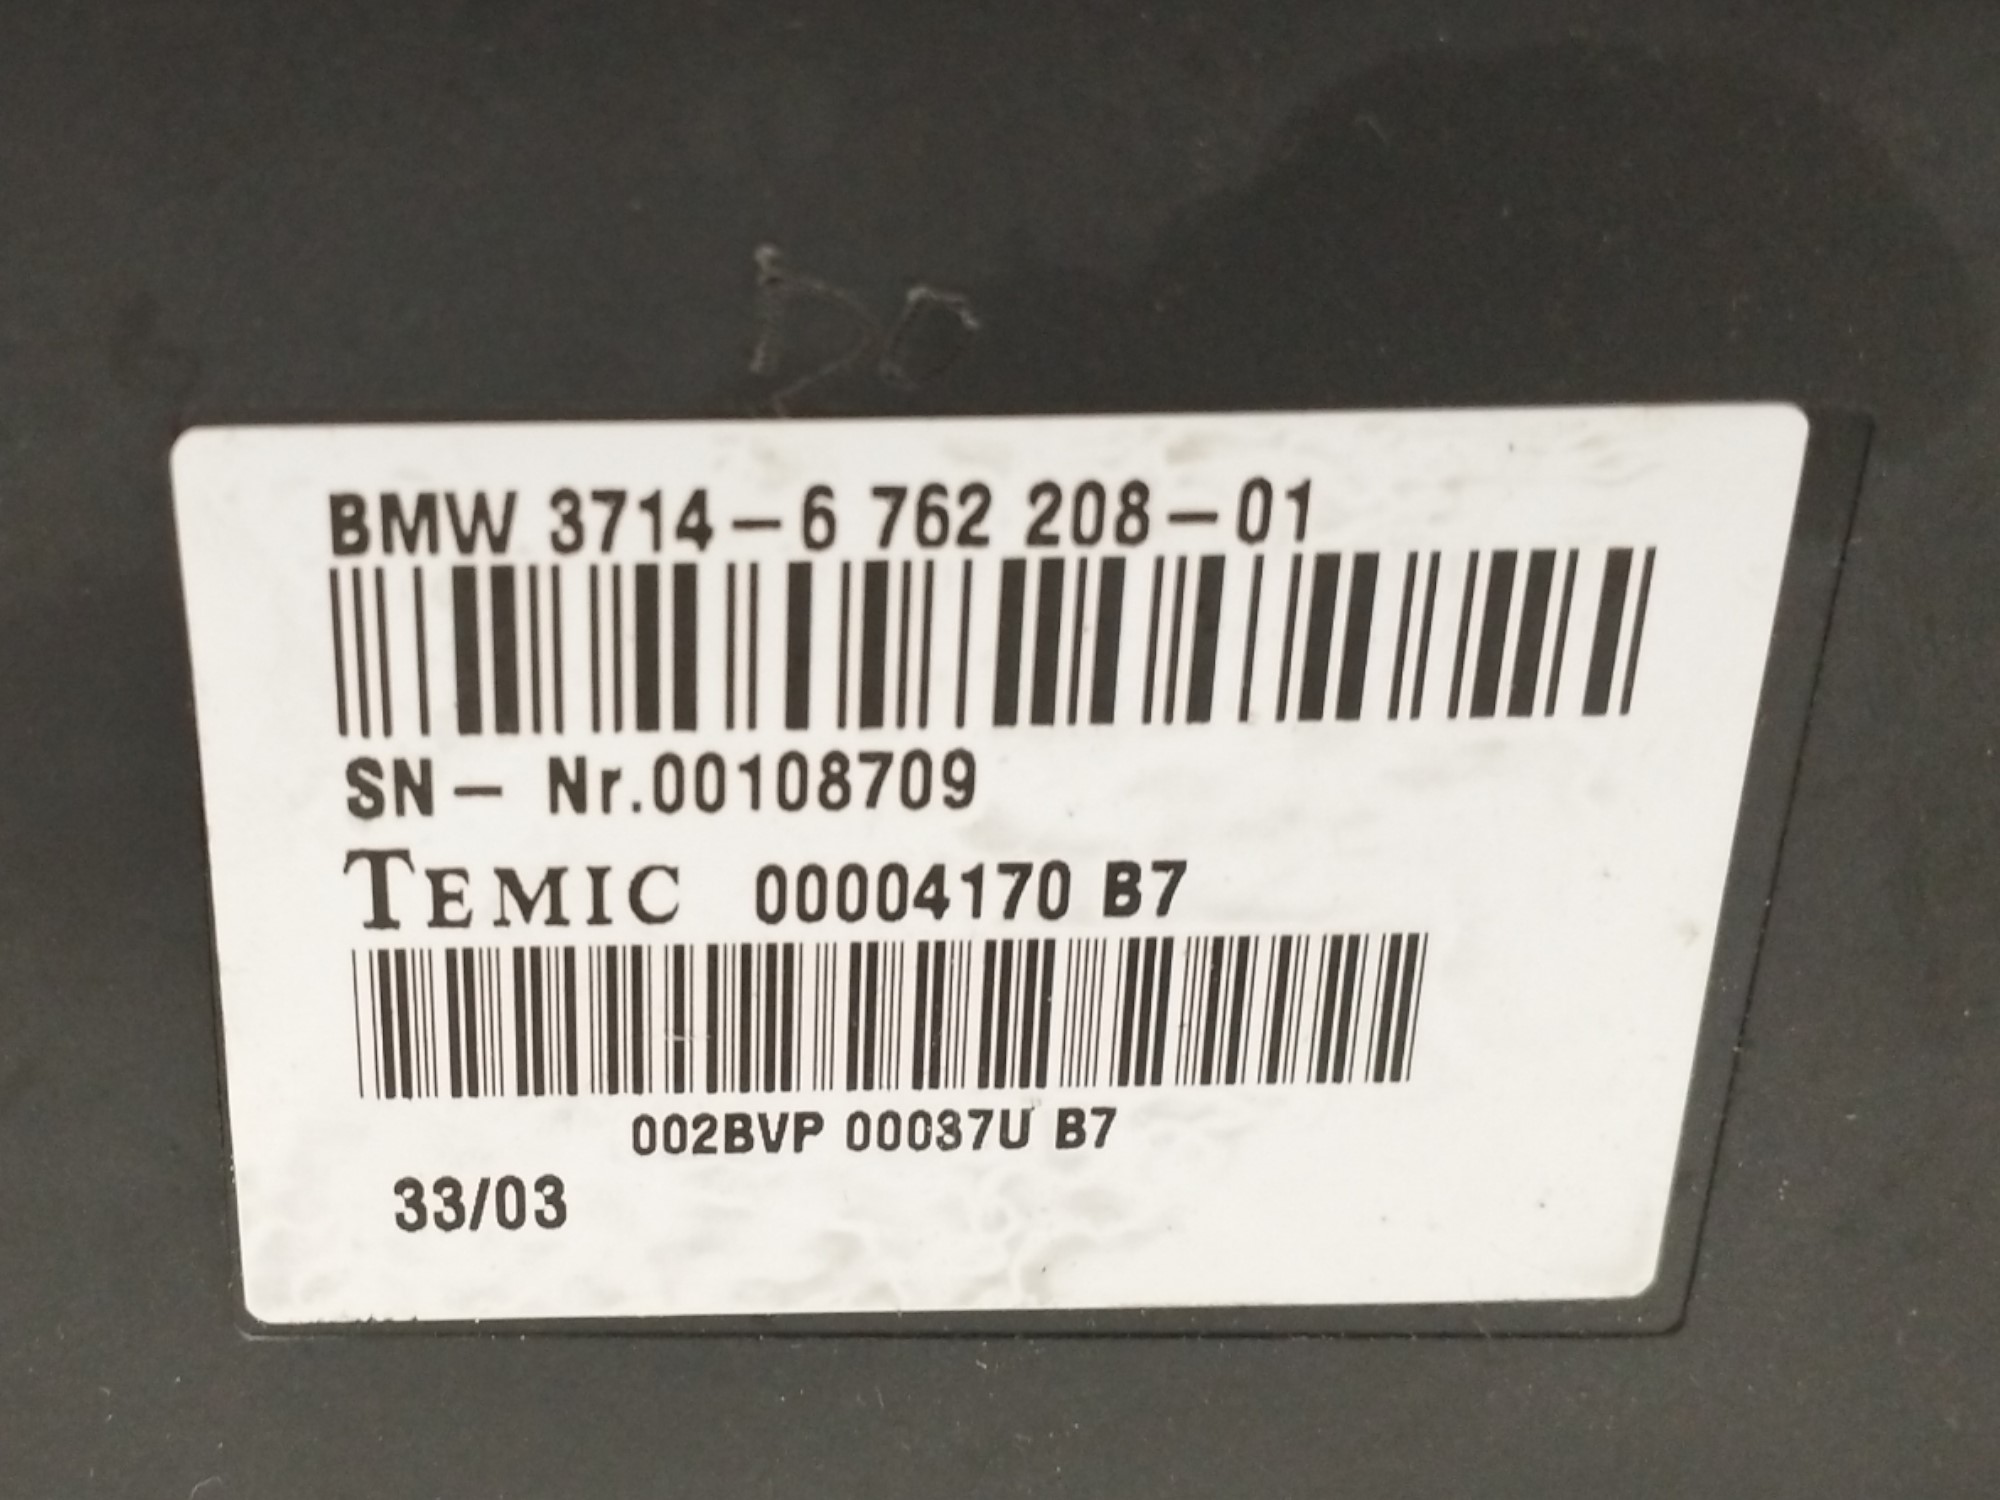 BMW 3714-6 762 208-01
SN- Nr.00108709
TEMIC 00004170 B7
002BVP 00037U B7
33/03